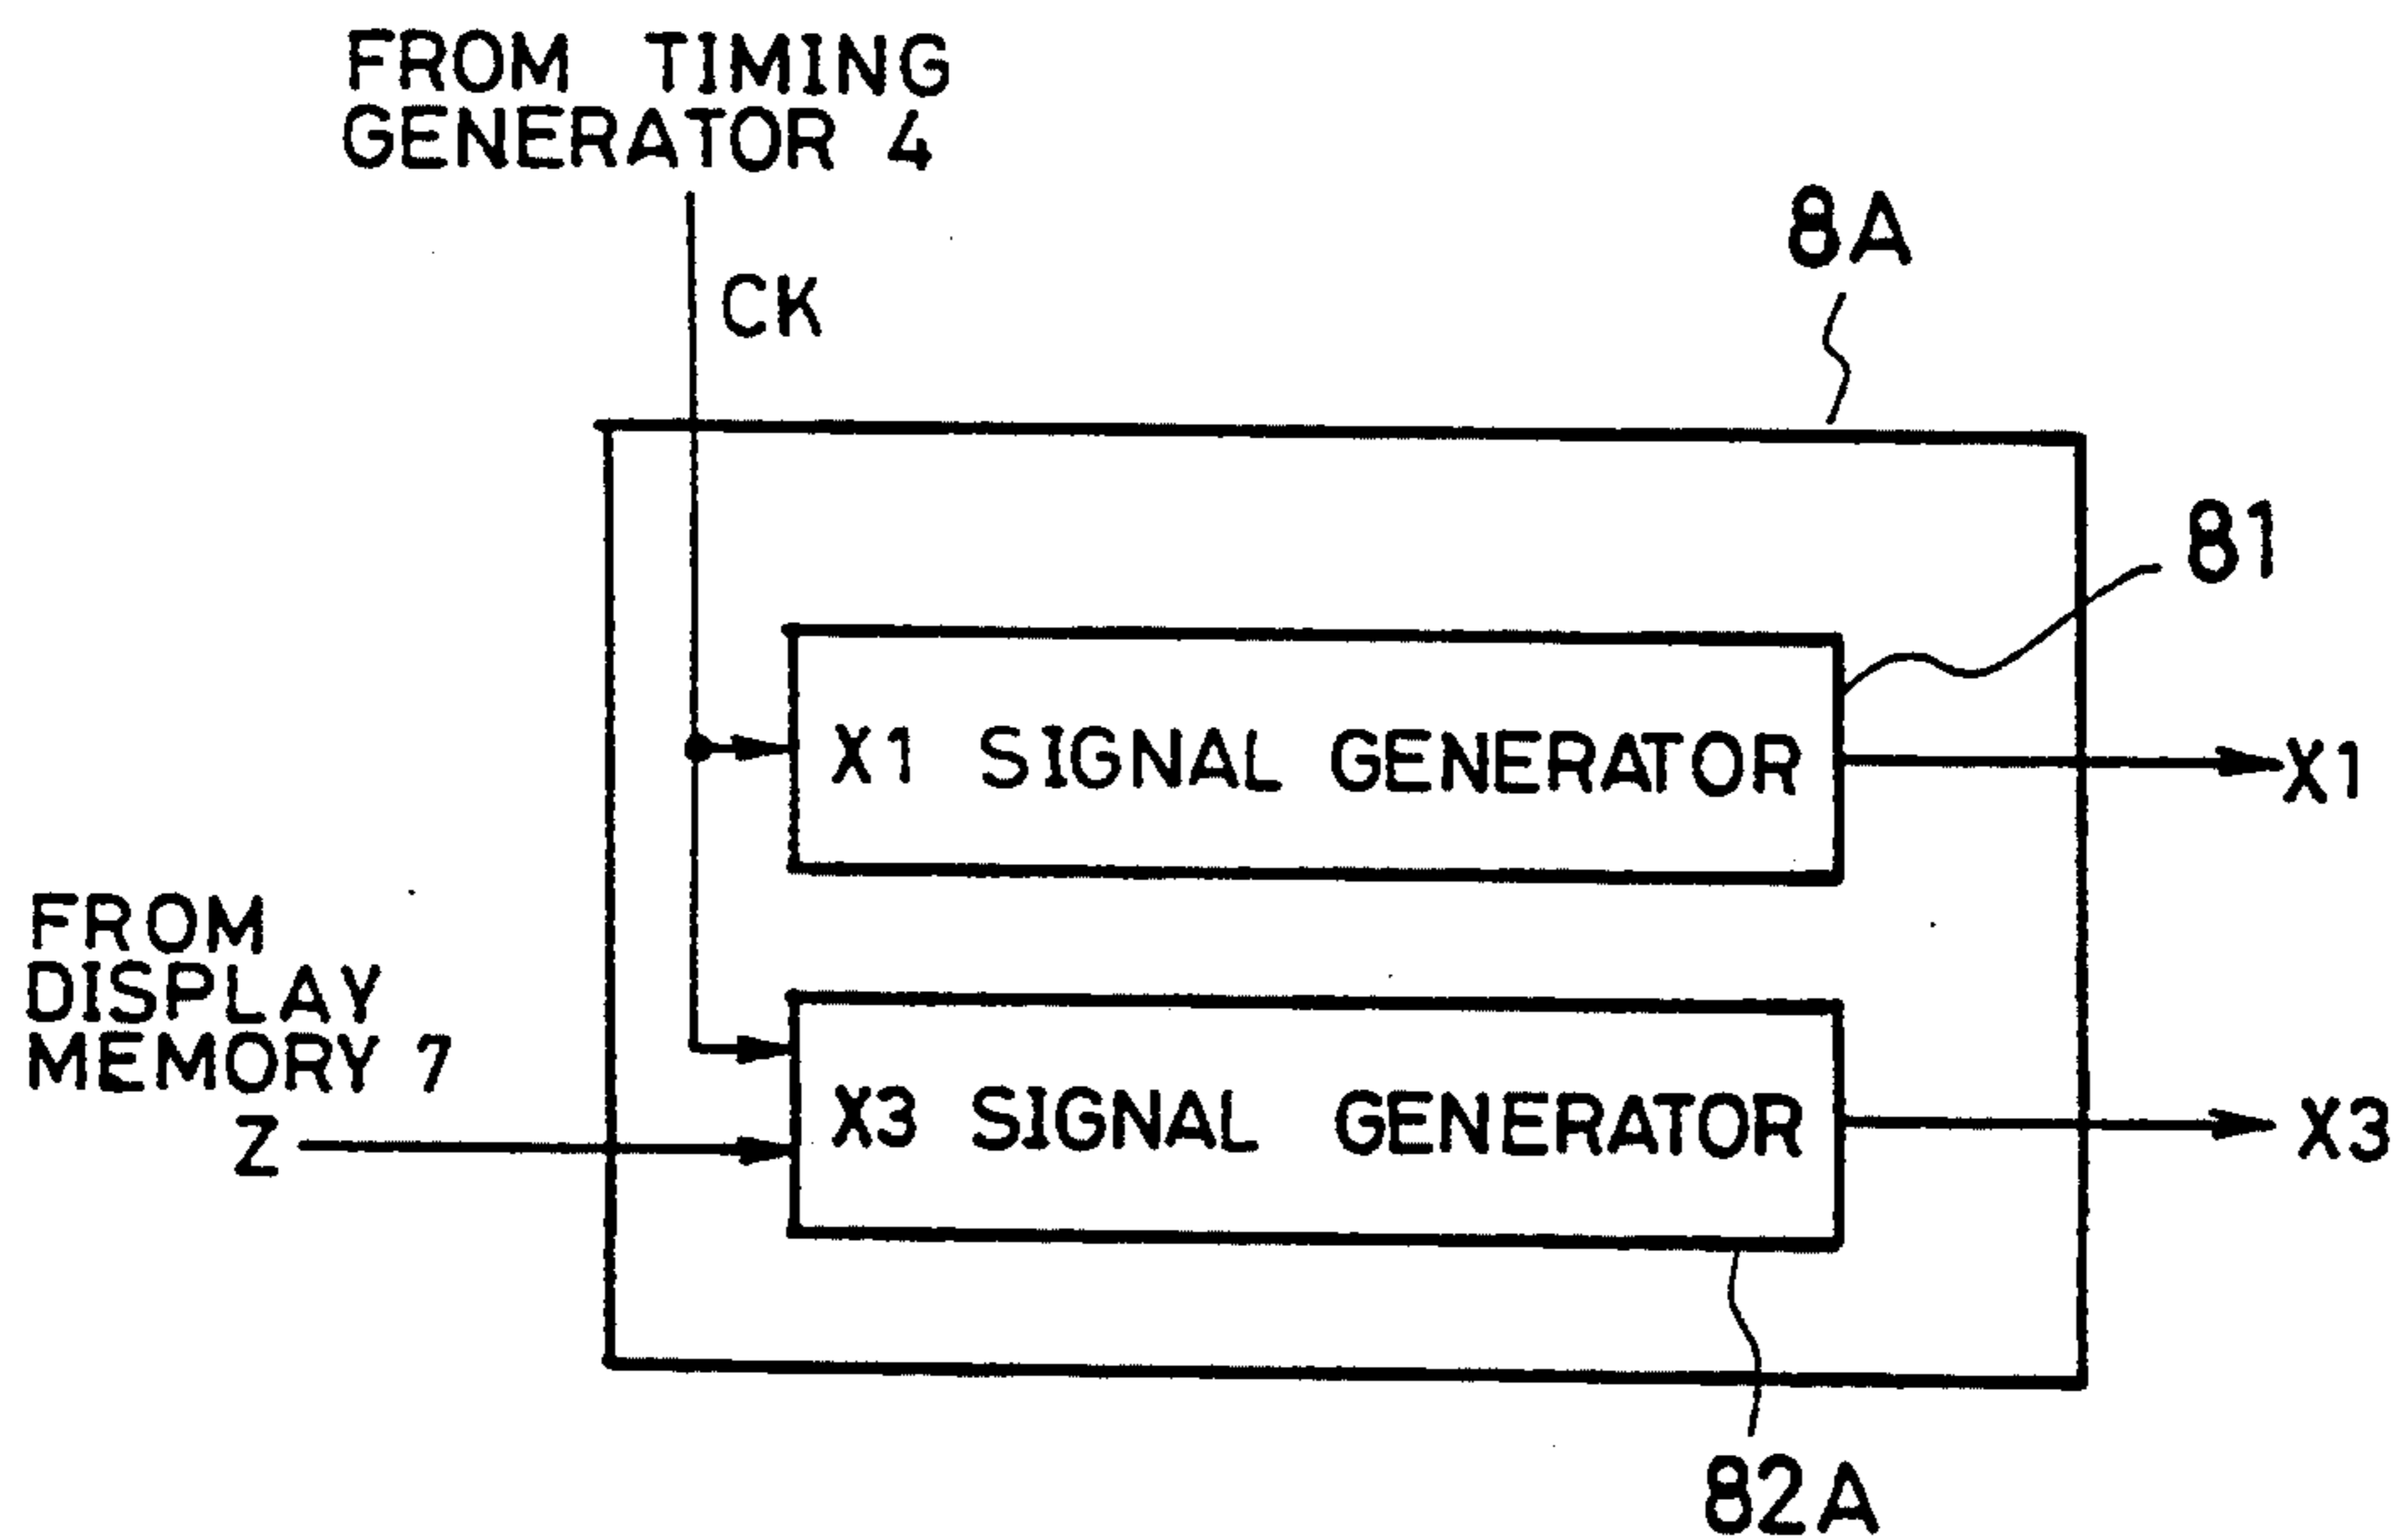 FROM TIMING
GENERATOR 4
CK
8A
81
X1 SIGNAL GENERATOR
X1
FROM
DISPLAY
MEMORY 7
Z
X3 SIGNAL GENERATOR
X3
82A